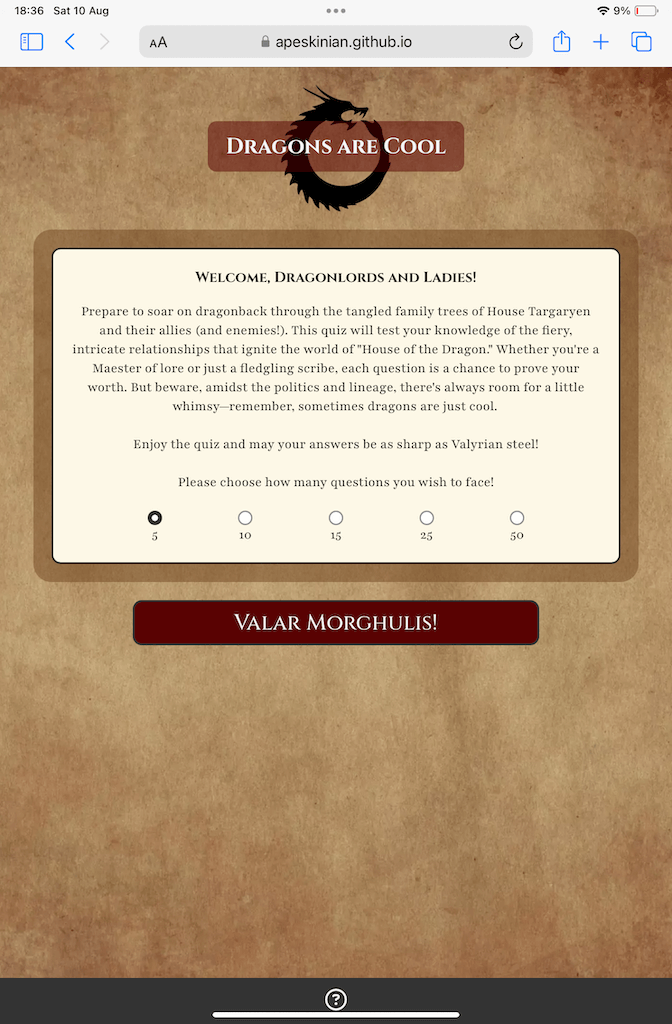 18:36 Sat 10 Aug 9%
AA apeskinian.github.io
Dragons are Cool
Welcome, Dragonlords and Ladies!
Prepare to soar on dragonback through the tangled family trees of House Targaryen
and their allies (and enemies!). This quiz will test your knowledge of the fiery,
intricate relationships that ignite the world of "House of the Dragon." Whether you're a
Maester of lore or just a fledgling scribe, each question is a chance to prove your
worth. But beware, amidst the politics and lineage, there's always room for a little
whimsy—remember, sometimes dragons are just cool.
Enjoy the quiz and may your answers be as sharp as Valyrian steel!
Please choose how many questions you wish to face!
5 10 15 25 50
Valar Morghulis!
?